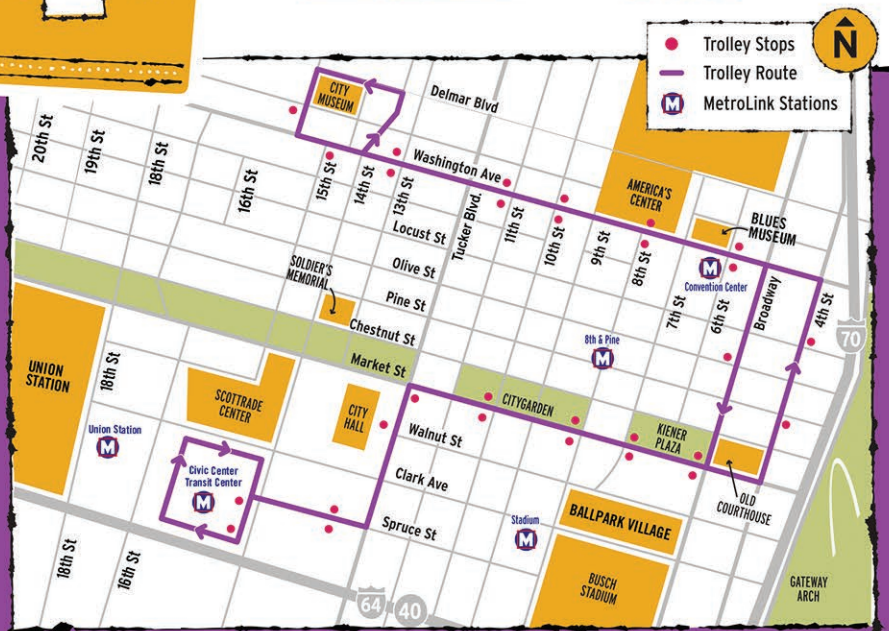 N
Trolley Stops
Trolley Route
M MetroLink Stations
CITY
MUSEUM
Delmar Blvd
Washington Ave
20th St
19th St
18th St
16th St
15th St
14th St
13th St
Tucker Blvd.
11th St
10th St
9th St
8th St
7th St
6th St
Broadway
4th St
AMERICA'S
CENTER
BLUES
MUSEUM
M
Convention Center
Locust St
Olive St
Pine St
Chestnut St
Market St
SOLDIER'S
MEMORIAL
8th & Pine
M
70
UNION
STATION
18th St
SCOTTRADE
CENTER
CITY
HALL
CITYGARDEN
KIENER
PLAZA
Union Station
M
Civic Center
Transit Center
M
Walnut St
Clark Ave
Spruce St
OLD
COURTHOUSE
Stadium
M
BALLPARK VILLAGE
BUSCH
STADIUM
GATEWAY
ARCH
18th St
16th St
64
40